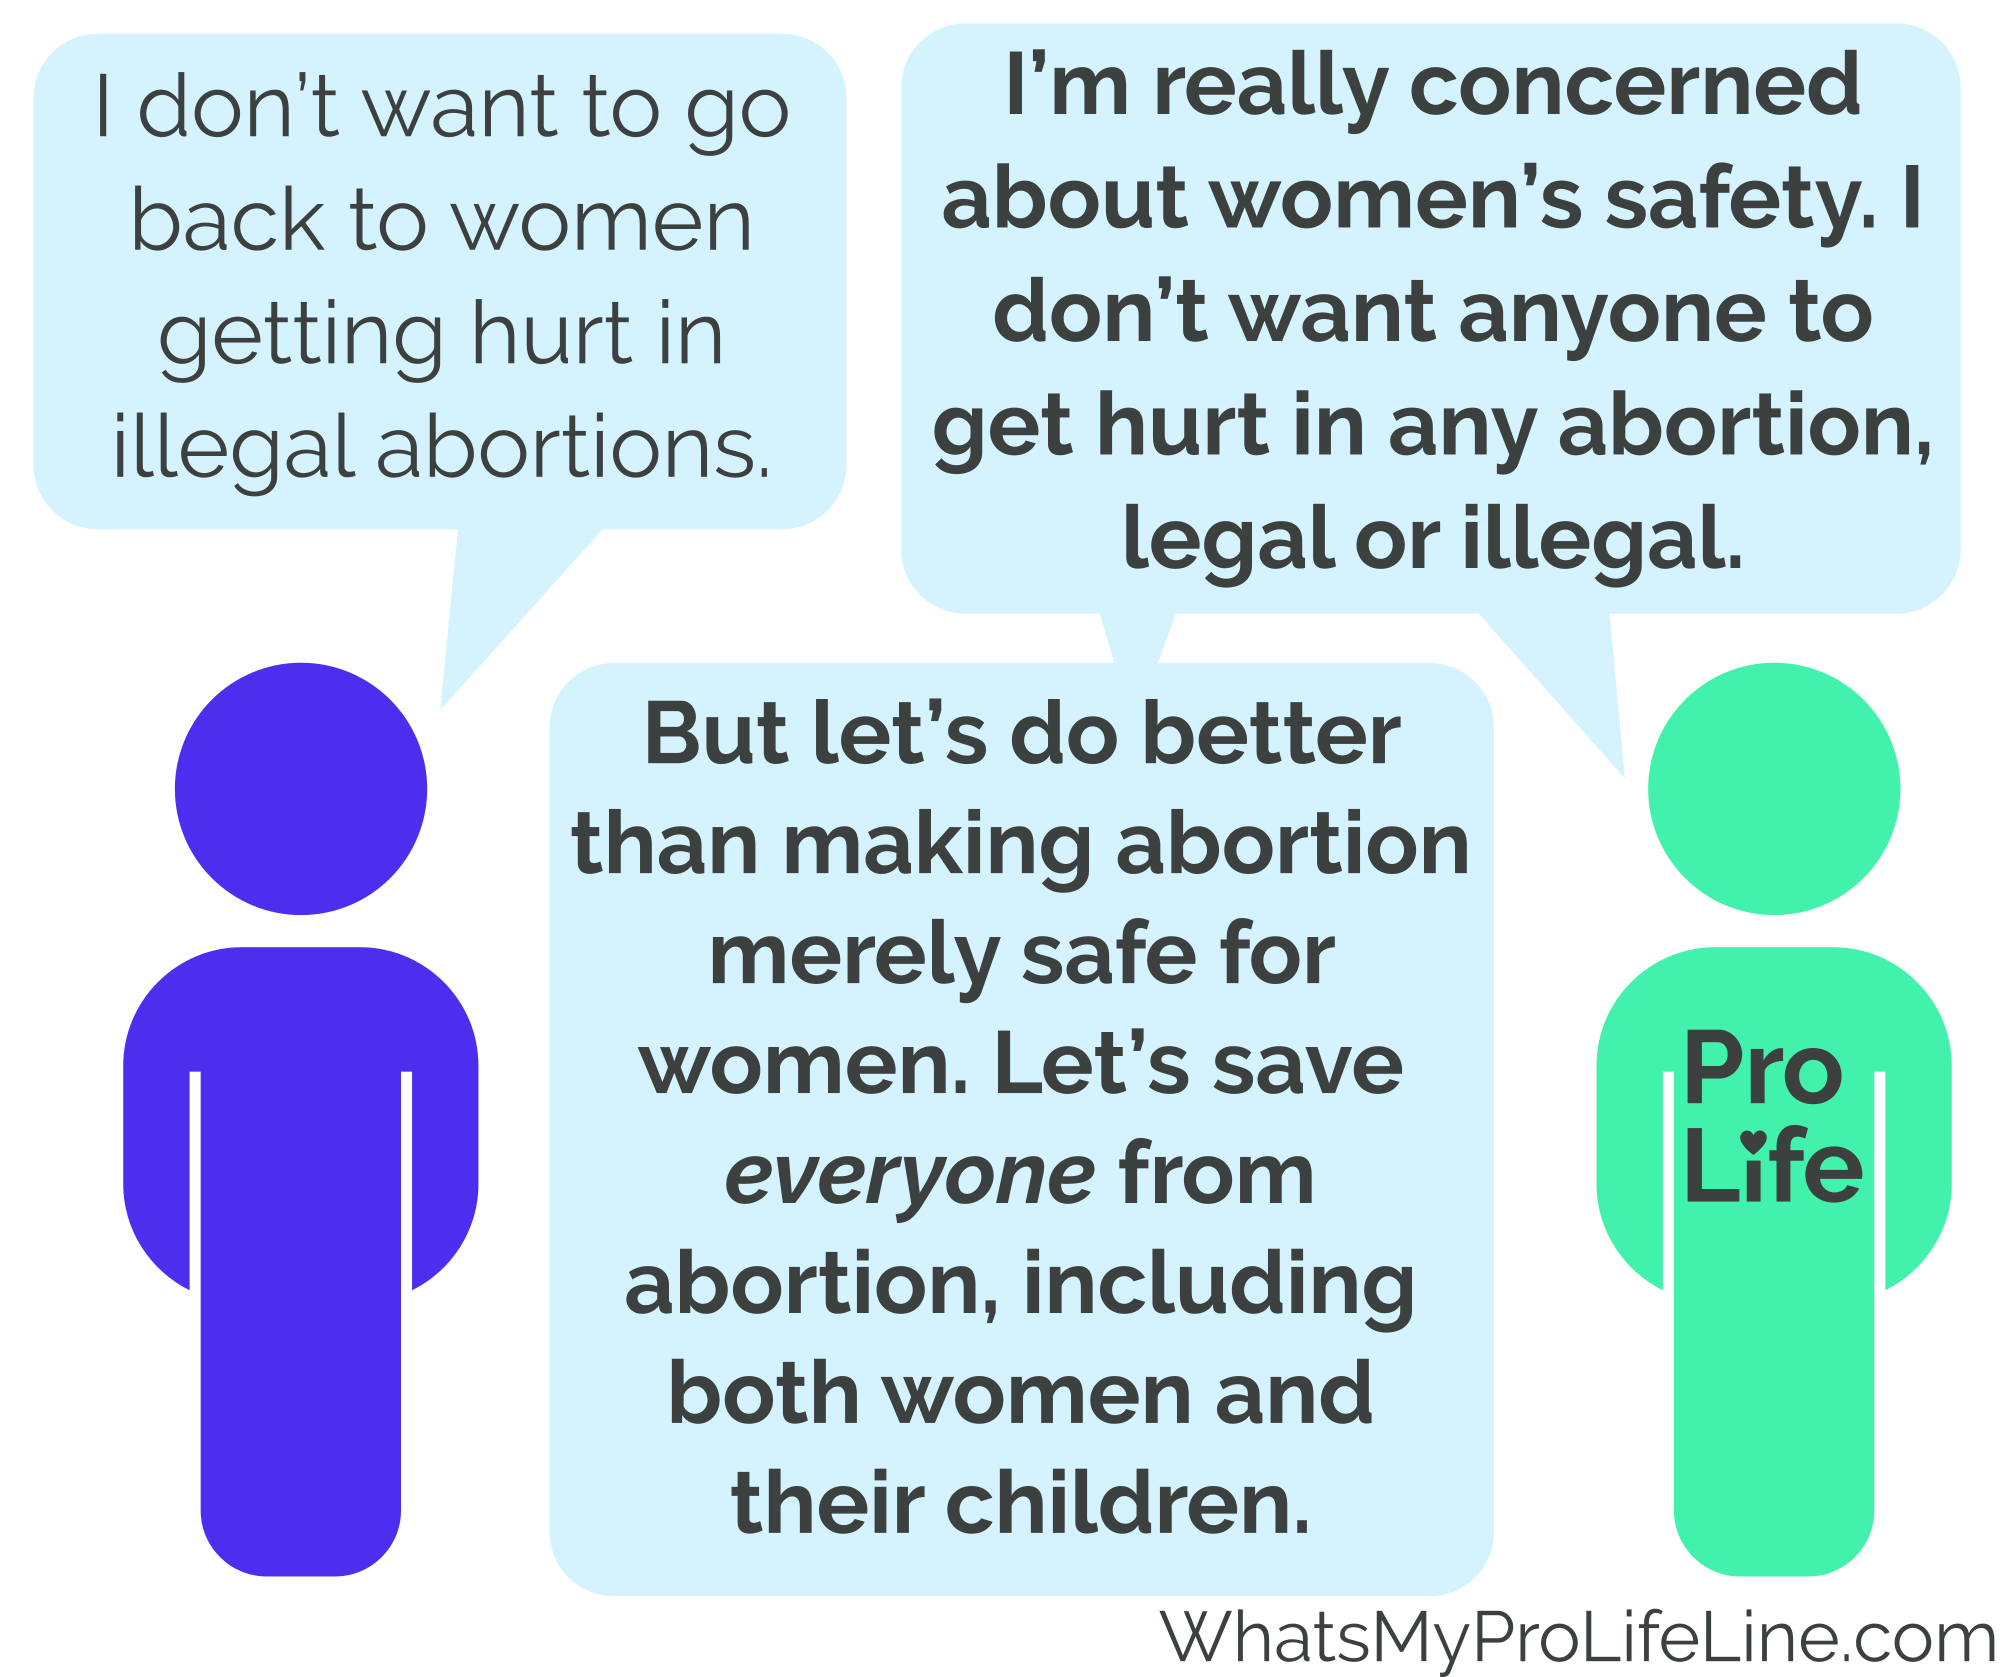 I don’t want to go
back to women
getting hurt in
illegal abortions.
I’m really concerned
about women’s safety. I
don’t want anyone to
get hurt in any abortion,
legal or illegal.
But let’s do better
than making abortion
merely safe for
women. Let’s save
everyone from
abortion, including
both women and
their children.
Pro
Life
WhatsMyProLifeLine.com